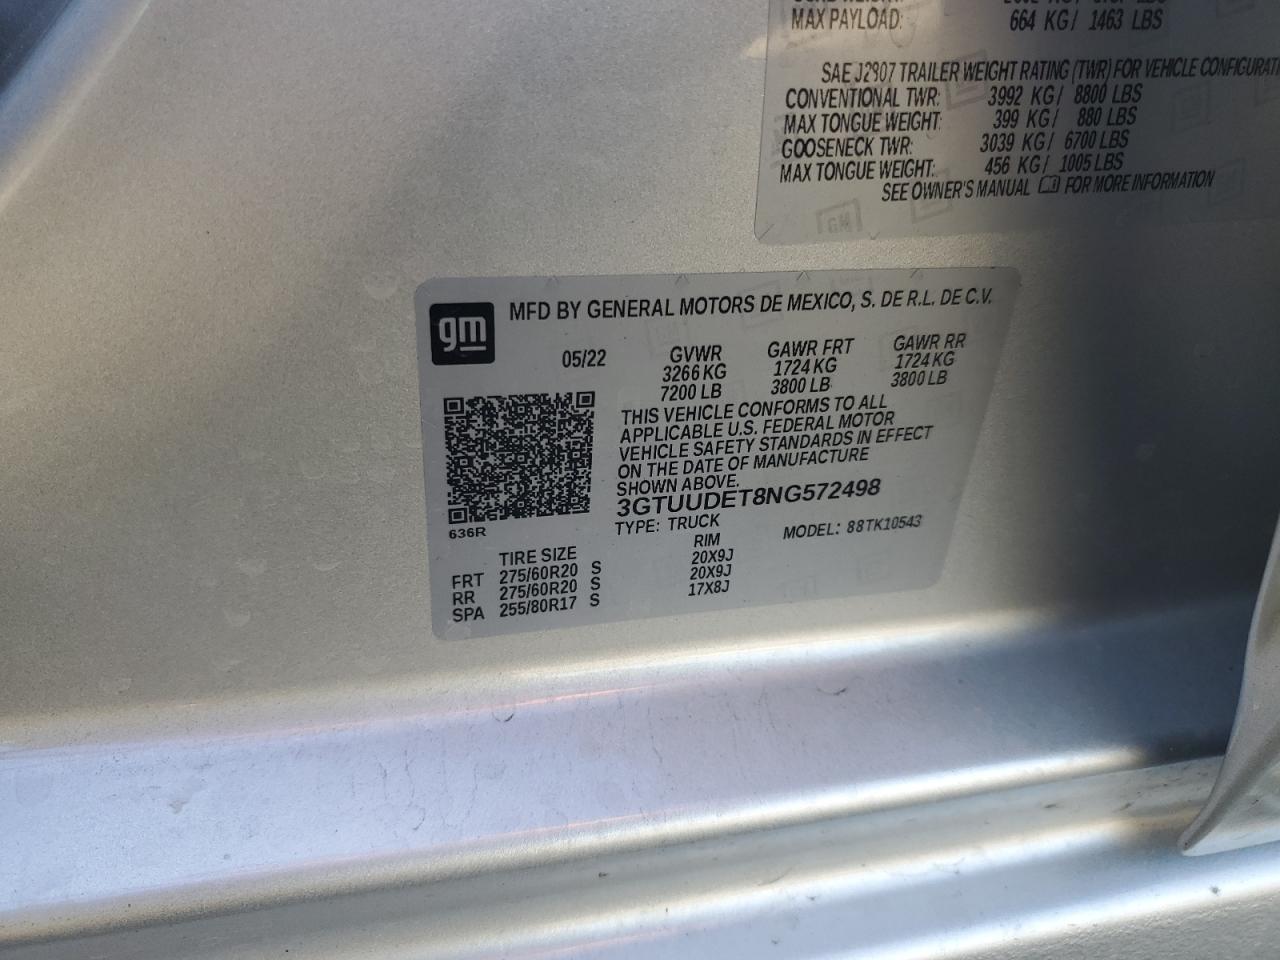 MAX PAYLOAD: 664 KG/ 1463 LBS
SAE J2907 TRAILER WEIGHT RATING (TWR) FOR VEHICLE
CONVENTIONAL TWR: 3992 KG/ 8800 LBS
MAX TONGUE WEIGHT: 399 KG/ 880 LBS
GOOSENECK TWR: 3039 KG/ 6700 LBS
MAX TONGUE WEIGHT: 456 KG/ 1005 LBS
SEE OWNER'S MANUAL FOR MORE INFORMATION
GM
gm
MFD BY GENERAL MOTORS DE MEXICO, S. DE R.L. DE C.V.
05/22 GVWR GAWR FRT GAWR RR
3266 KG 1724 KG 1724 KG
7200 LB 3800 LB 3800 LB
THIS VEHICLE CONFORMS TO ALL
APPLICABLE U.S. FEDERAL MOTOR
VEHICLE SAFETY STANDARDS IN EFFECT
ON THE DATE OF MANUFACTURE
SHOWN ABOVE.
3GTUUDET8NG572498
TYPE: TRUCK MODEL: 88TK10543
636R
TIRE SIZE RIM
FRT 275/60R20 S 20X9J
RR 275/60R20 S 20X9J
SPA 255/80R17 S 17X8J